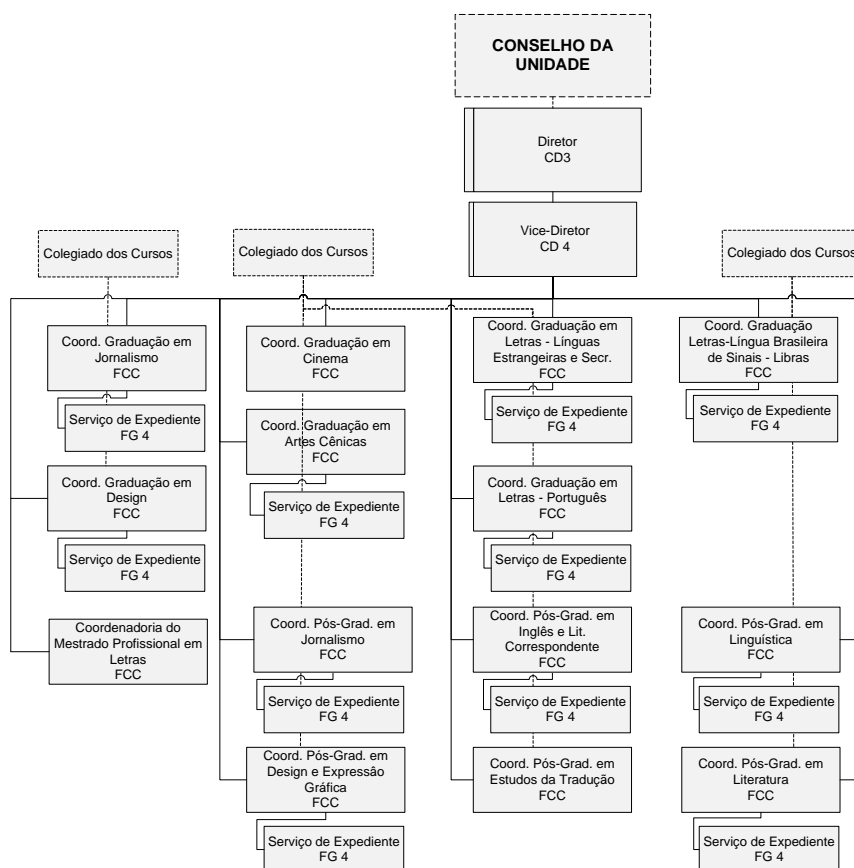 CONSELHO DA
UNIDADE
Diretor
CD3
Vice-Diretor
CD 4
Colegiado dos Cursos
Colegiado dos Cursos
Colegiado dos Cursos
Coord. Graduação em
Jornalismo
FCC
Serviço de Expediente
FG 4
Coord. Graduação em
Design
FCC
Serviço de Expediente
FG 4
Coordenadoria do
Mestrado Profissional em
Letras
FCC
Coord. Graduação em
Cinema
FCC
Coord. Graduação em
Artes Cênicas
FCC
Serviço de Expediente
FG 4
Coord. Pós-Grad. em
Jornalismo
FCC
Serviço de Expediente
FG 4
Coord. Pós-Grad. em
Design e Expressão
Gráfica
FCC
Serviço de Expediente
FG 4
Coord. Graduação em
Letras - Línguas
Estrangeiras e Secr.
FCC
Serviço de Expediente
FG 4
Coord. Graduação em
Letras - Português
FCC
Serviço de Expediente
FG 4
Coord. Pós-Grad. em
Inglês e Lit.
Correspondente
FCC
Serviço de Expediente
FG 4
Coord. Pós-Grad. em
Estudos da Tradução
FCC
Coord. Graduação
Letras-Língua Brasileira
de Sinais - Libras
FCC
Serviço de Expediente
FG 4
Coord. Pós-Grad. em
Linguística
FCC
Serviço de Expediente
FG 4
Coord. Pós-Grad. em
Literatura
FCC
Serviço de Expediente
FG 4